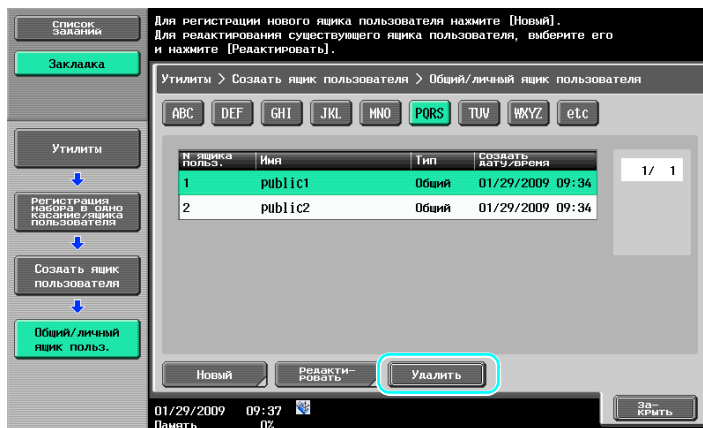 Список
заданий
Для регистрации нового ящика пользователя нажмите [Новый].
Для редактирования существующего ящика пользователя, выберите его
и нажмите [Редактировать].
Закладка
Утилиты > Создать ящик пользователя > Общий/личный ящик пользователя
ABC DEF GHI JKL MNO PQRS TUV WXYZ etc
Утилиты
Регистрация
набора в одно
касание/ящика
пользователя
Создать ящик
пользователя
Общий/личный
ящик польз.
N ящика
польз. Имя Тип Создать
дату/время
1 public1 Общий 01/29/2009 09:34
2 public2 Общий 01/29/2009 09:34
1/ 1
Новый Редакти-
ровать Удалить
01/29/2009 09:37
Память 0%
За-
крыть